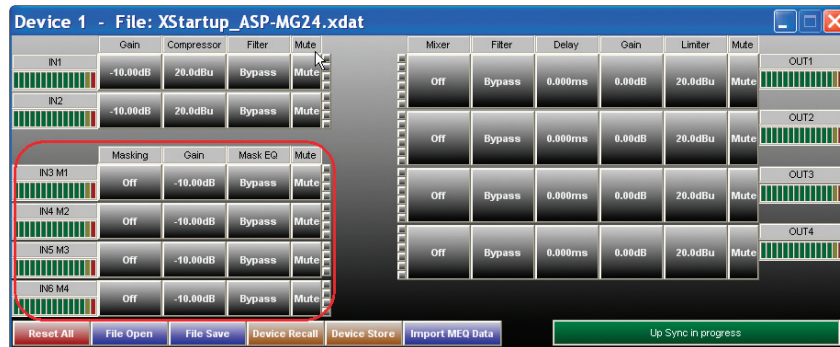 Device 1 - File: XStartup_ASP-MG24.xdat
Gain Compressor Filter Mute Mixer Filter Delay Gain Limiter Mute
IN1 -10.00dB 20.0dBu Bypass Mute Off Bypass 0.000ms 0.00dB 20.0dBu Mute OUT1
IN2 -10.00dB 20.0dBu Bypass Mute Off Bypass 0.000ms 0.00dB 20.0dBu Mute OUT2
Masking Gain Mask EQ Mute
IN3 M1 Off -10.00dB Bypass Mute Off Bypass 0.000ms 0.00dB 20.0dBu Mute OUT3
IN4 M2 Off -10.00dB Bypass Mute
IN5 M3 Off -10.00dB Bypass Mute Off Bypass 0.000ms 0.00dB 20.0dBu Mute OUT4
IN6 M4 Off -10.00dB Bypass Mute
Reset All File Open File Save Device Recall Device Store Import MEQ Data Up Sync in progress